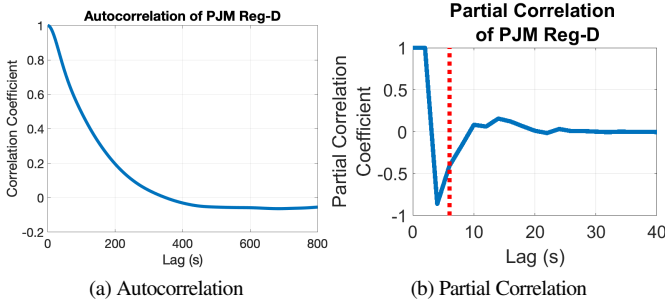 Autocorrelation of PJM Reg-D
Correlation Coefficient
1
0.8
0.6
0.4
0.2
0
-0.2
0
200
400
600
800
Lag (s)
(a) Autocorrelation
Partial Correlation
of PJM Reg-D
Partial Correlation
Coefficient
1
0.5
0
-0.5
-1
0
10
20
30
40
Lag (s)
(b) Partial Correlation